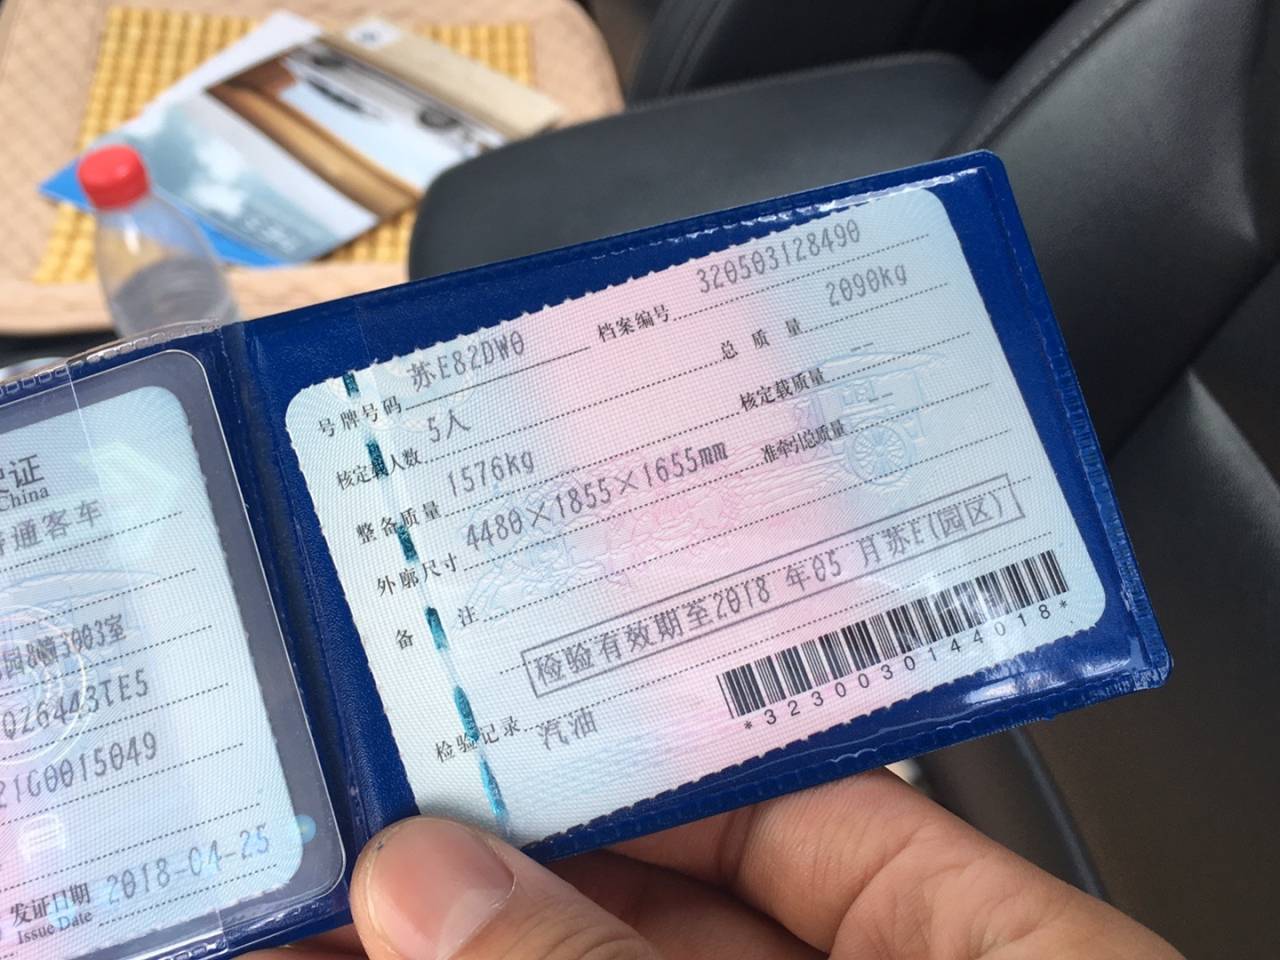 证
China
通客车
园8幢3003室
Q26443TE5
21G0015049
发证日期 2018-04-25
Issue Date
号牌号码 苏E82DW0 档案编号 320503128490
核定载人数 5人 总质量 2090kg
整备质量 1576kg 核定载质量 --
外廓尺寸 4480×1855×1655mm 准牵引总质量 --
备注
检验有效期至2018年05月苏E(园区)
检验记录 汽油
*3230030144018*